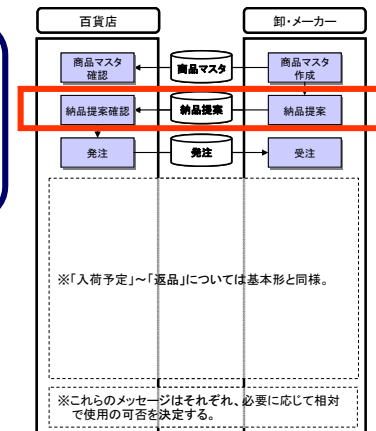 百貨店
卸・メーカー
商品マスタ
確認
商品マスタ
商品マスタ
作成
納品提案確認
納品提案
納品提案
発注
発注
受注
※「入荷予定」~「返品」については基本形と同様。
※これらのメッセージはそれぞれ、必要に応じて相対
で使用の可否を決定する。